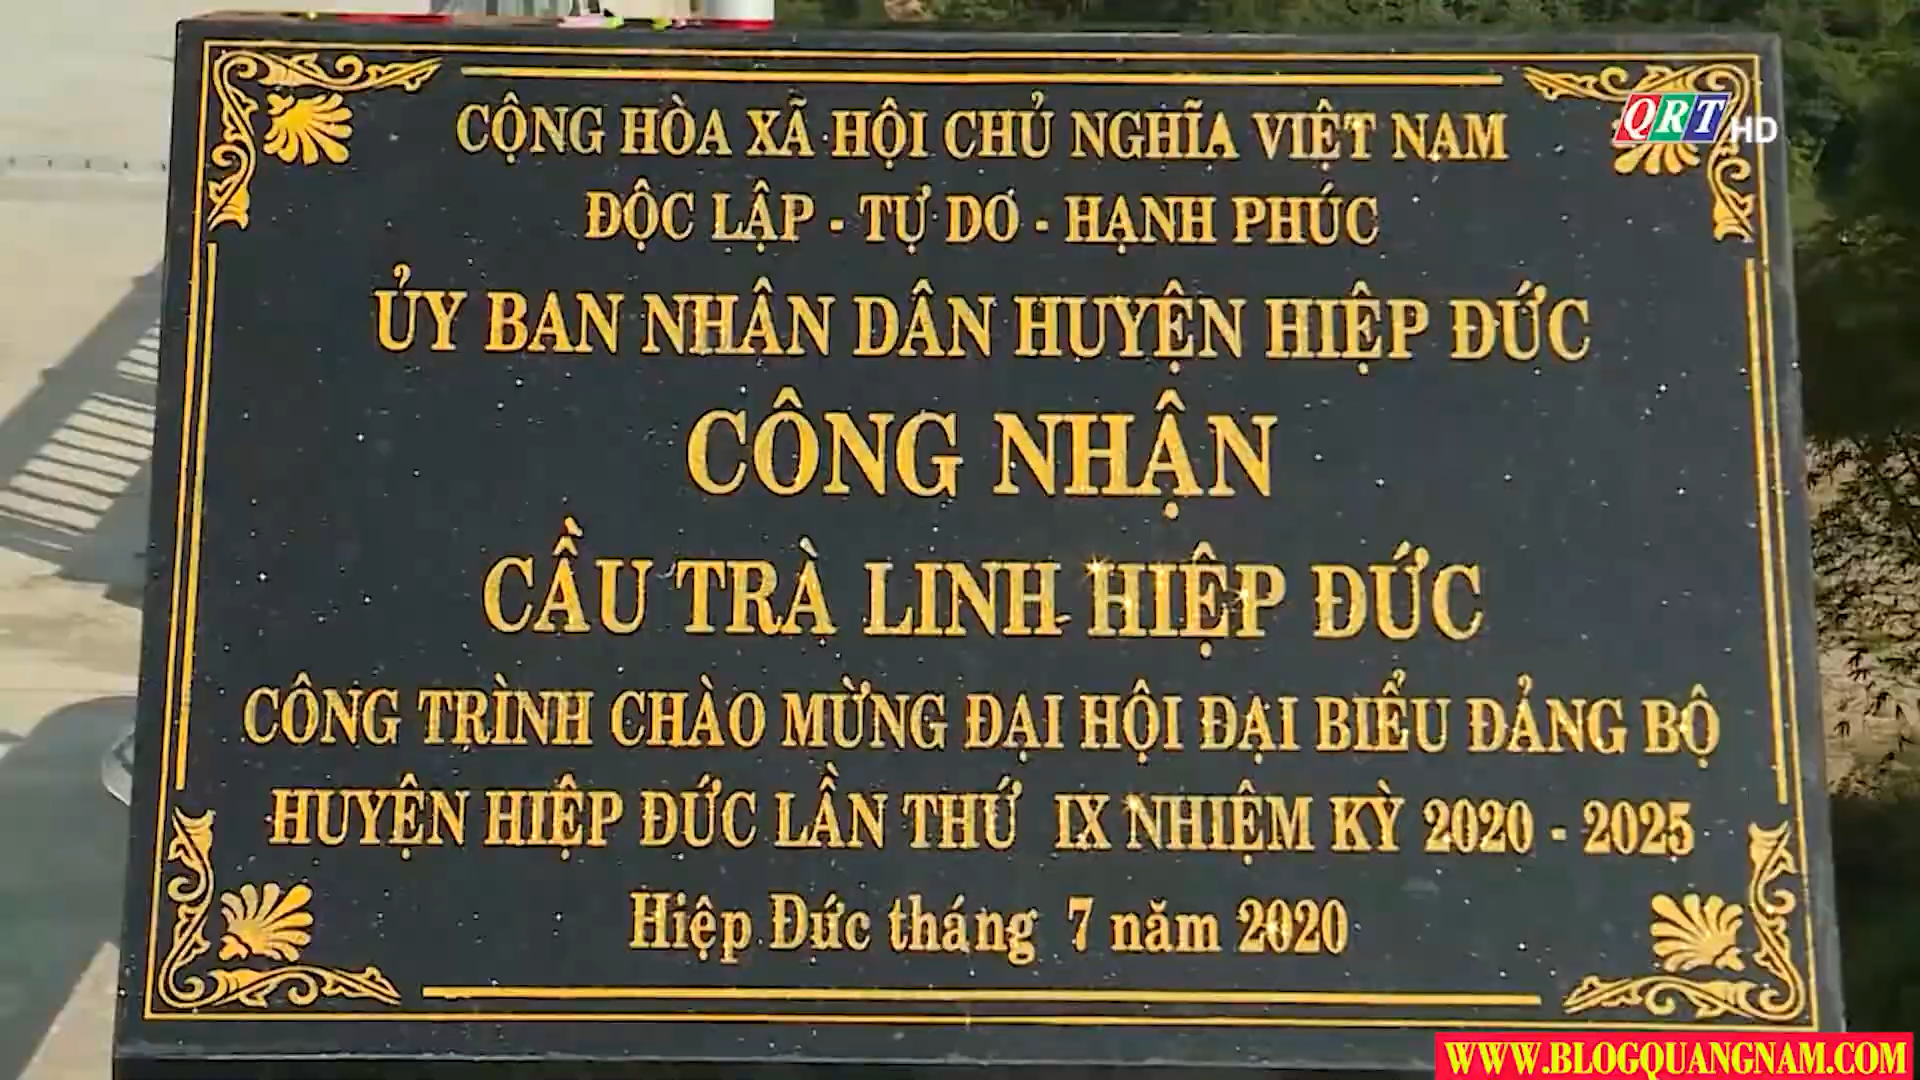 CỘNG HÒA XÃ HỘI CHỦ NGHĨA VIỆT NAM
QRT HD
ĐỘC LẬP - TỰ DO - HẠNH PHÚC
ỦY BAN NHÂN DÂN HUYỆN HIỆP ĐỨC
CÔNG NHẬN
CẦU TRÀ LINH HIỆP ĐỨC
CÔNG TRÌNH CHÀO MỪNG ĐẠI HỘI ĐẠI BIỂU ĐẢNG BỘ
HUYỆN HIỆP ĐỨC LẦN THỨ IX NHIỆM KỲ 2020 - 2025
Hiệp Đức tháng 7 năm 2020
WWW.BLOGQUANGNAM.COM